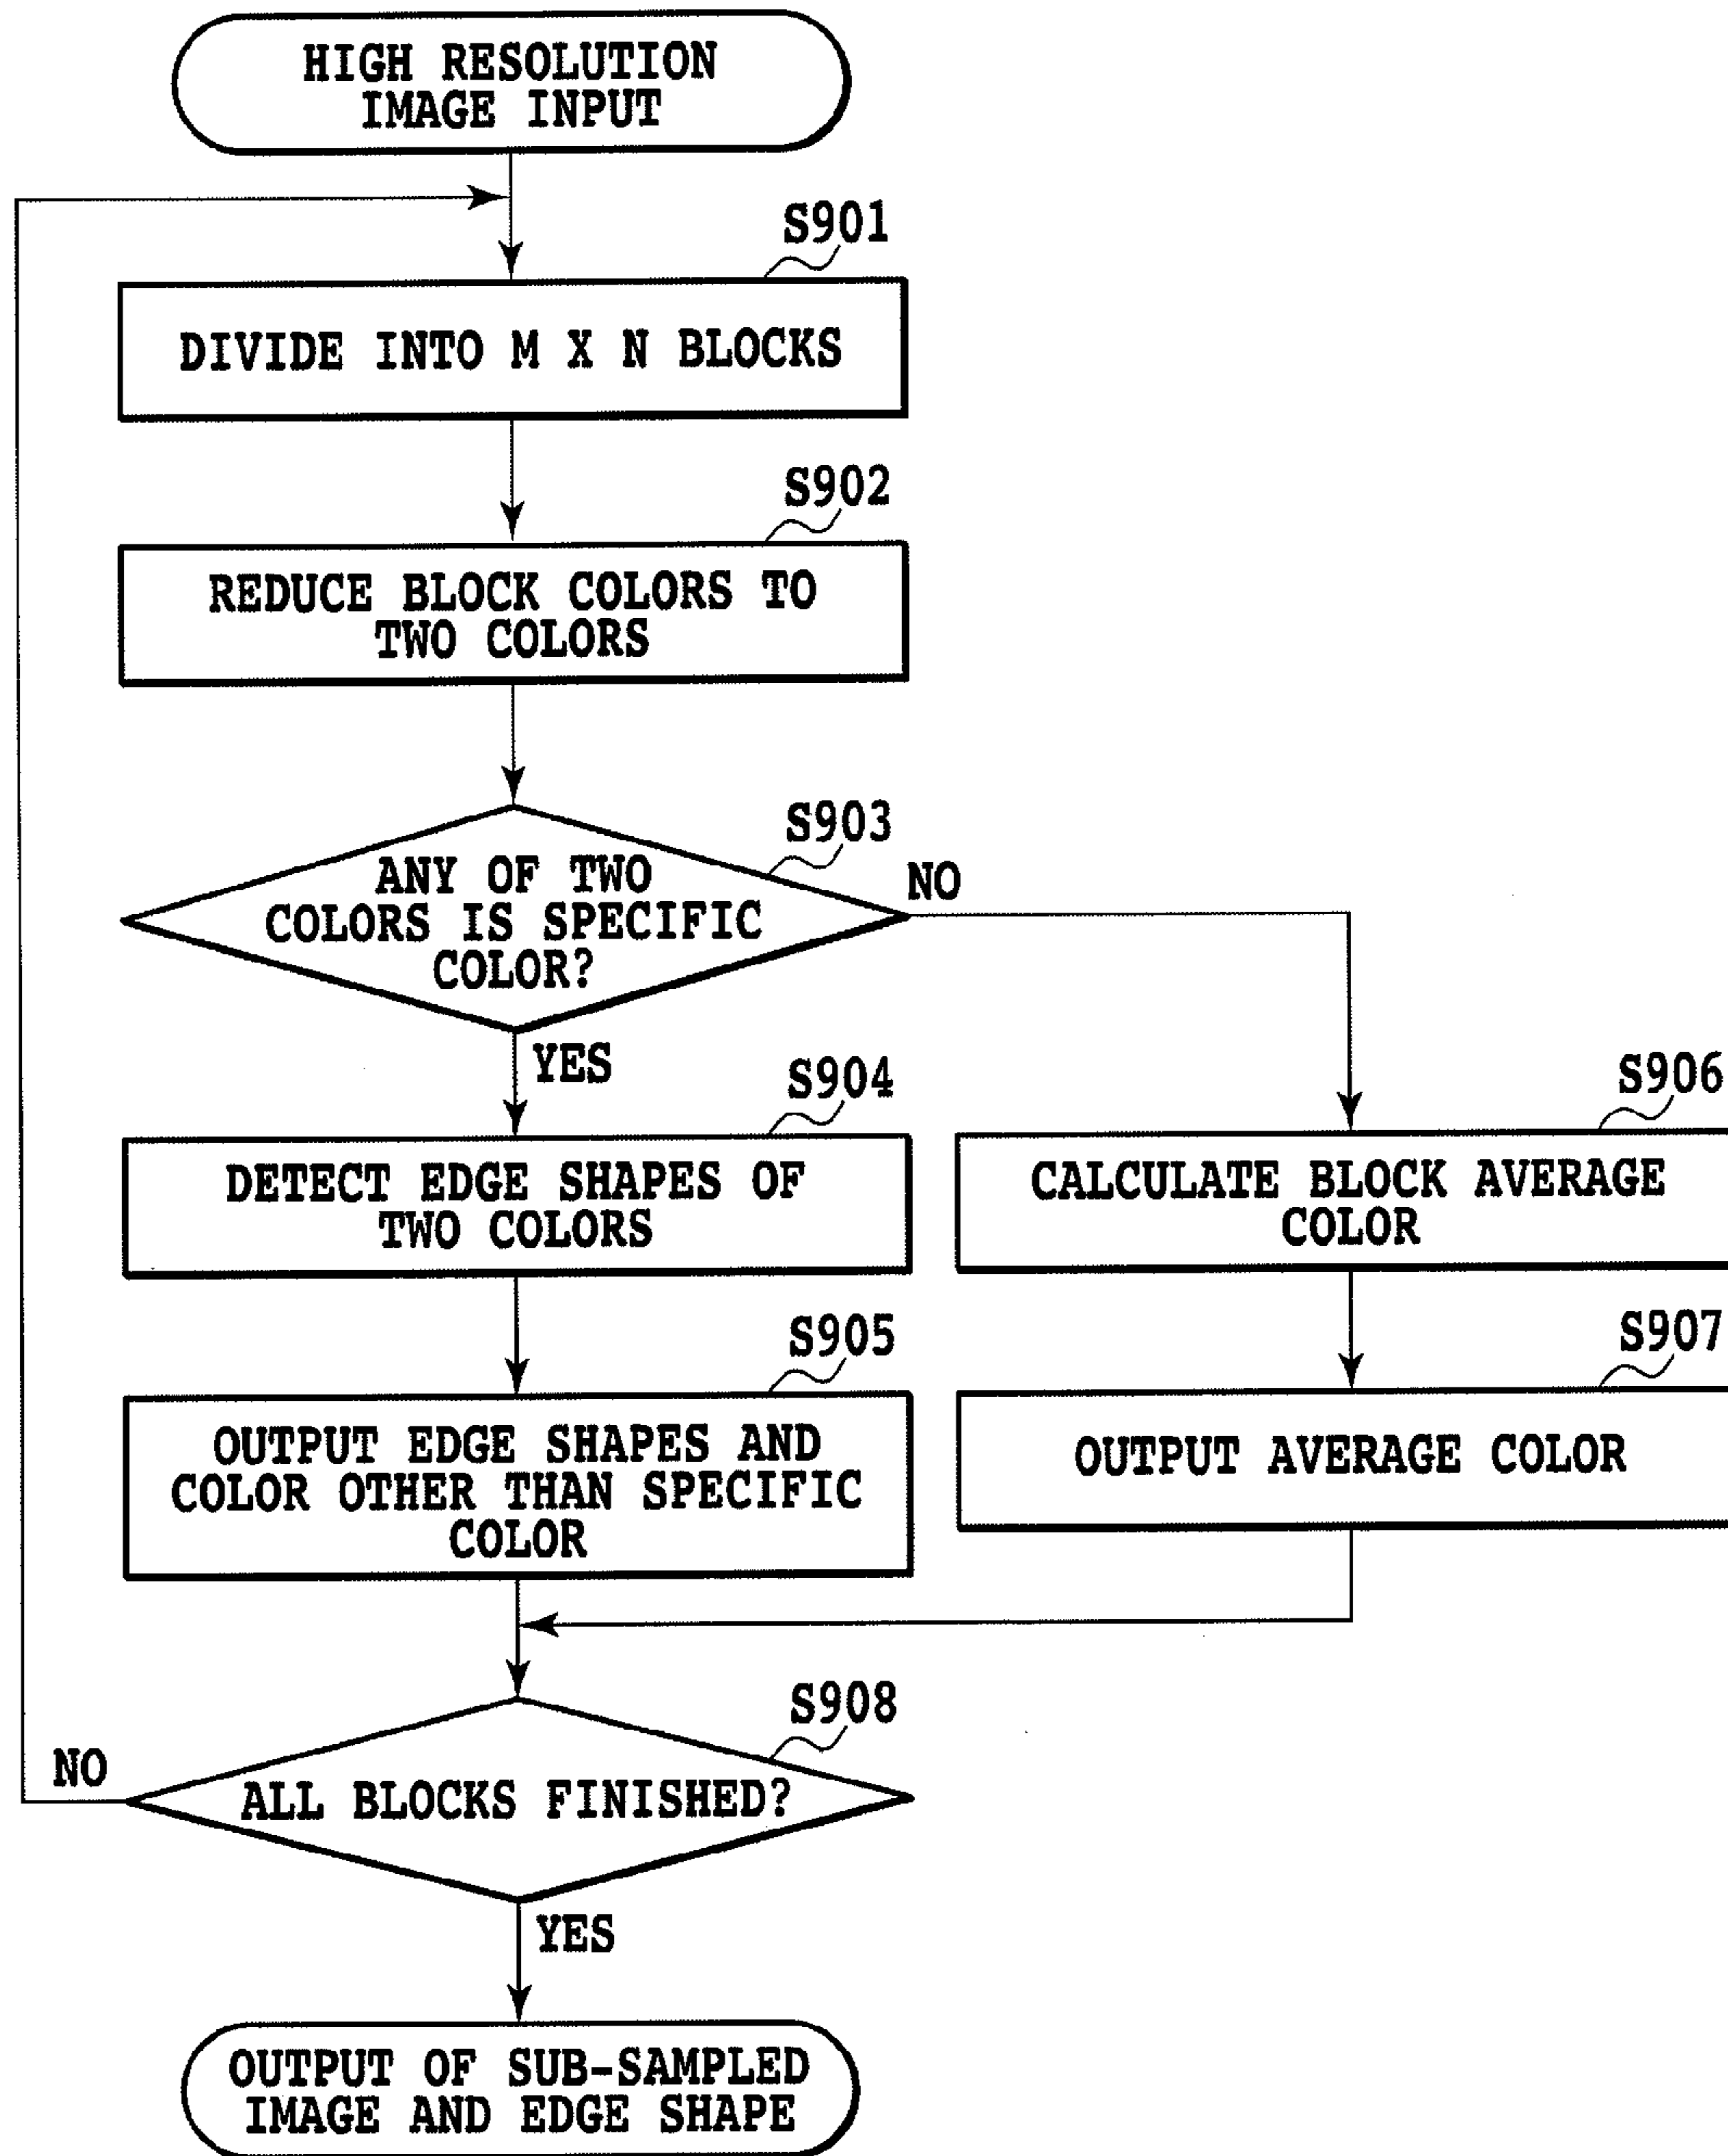 HIGH RESOLUTION
IMAGE INPUT
S901
DIVIDE INTO M X N BLOCKS
S902
REDUCE BLOCK COLORS TO
TWO COLORS
S903
ANY OF TWO
COLORS IS SPECIFIC
COLOR?
NO
YES
S904
DETECT EDGE SHAPES OF
TWO COLORS
S906
CALCULATE BLOCK AVERAGE
COLOR
S905
OUTPUT EDGE SHAPES AND
COLOR OTHER THAN SPECIFIC
COLOR
S907
OUTPUT AVERAGE COLOR
S908
NO
ALL BLOCKS FINISHED?
YES
OUTPUT OF SUB-SAMPLED
IMAGE AND EDGE SHAPE